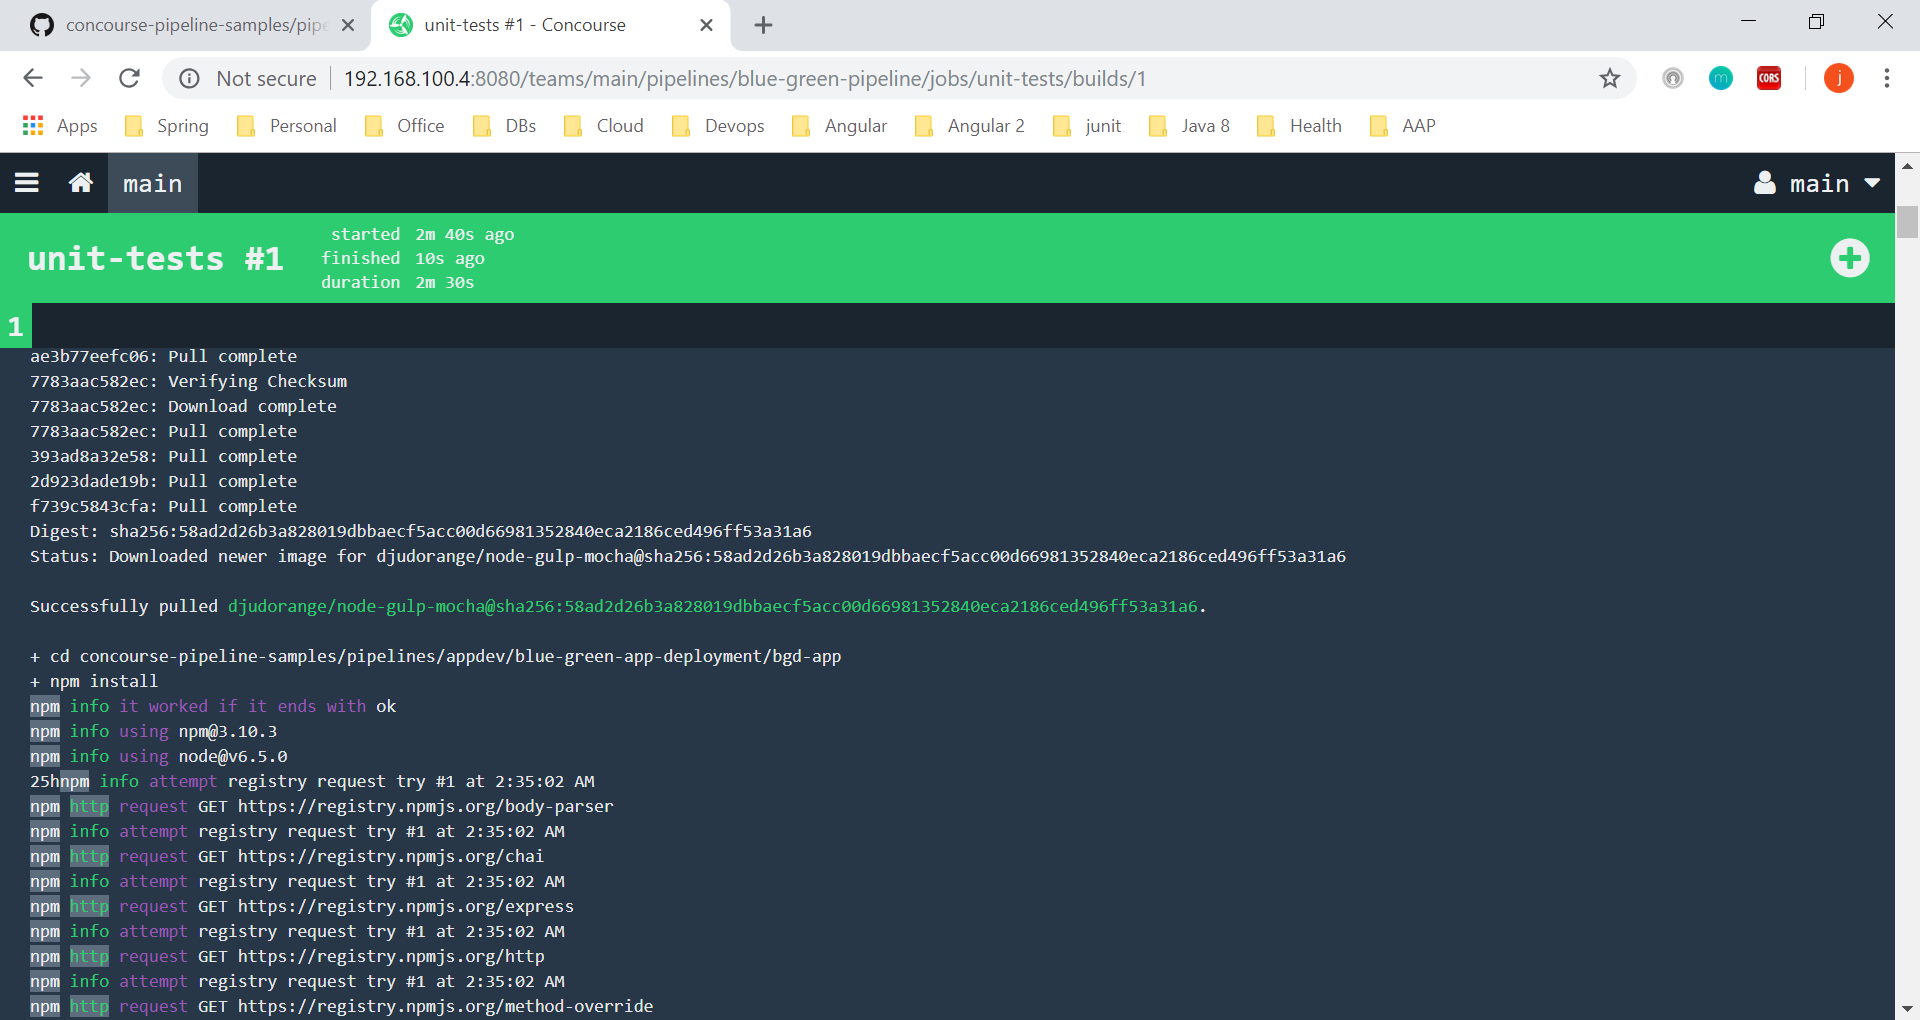 concourse-pipeline-samples/pipe
unit-tests #1 - Concourse
Not secure
192.168.100.4:8080/teams/main/pipelines/blue-green-pipeline/jobs/unit-tests/builds/1
m
CORS
j
Apps
Spring
Personal
Office
DBs
Cloud
Devops
Angular
Angular 2
junit
Java 8
Health
AAP
main
main
unit-tests #1
started 2m 40s ago
finished 10s ago
duration 2m 30s
1
ae3b77eefc06: Pull complete
7783aac582ec: Verifying Checksum
7783aac582ec: Download complete
7783aac582ec: Pull complete
393ad8a32e58: Pull complete
2d923dade19b: Pull complete
f739c5843cfa: Pull complete
Digest: sha256:58ad2d26b3a828019dbbaecf5acc00d66981352840eca2186ced496ff53a31a6
Status: Downloaded newer image for djudorange/node-gulp-mocha@sha256:58ad2d26b3a828019dbbaecf5acc00d66981352840eca2186ced496ff53a31a6
Successfully pulled djudorange/node-gulp-mocha@sha256:58ad2d26b3a828019dbbaecf5acc00d66981352840eca2186ced496ff53a31a6.
+ cd concourse-pipeline-samples/pipelines/appdev/blue-green-app-deployment/bgd-app
+ npm install
npm info it worked if it ends with ok
npm info using npm@3.10.3
npm info using node@v6.5.0
25hnpm info attempt registry request try #1 at 2:35:02 AM
npm http request GET https://registry.npmjs.org/body-parser
npm info attempt registry request try #1 at 2:35:02 AM
npm http request GET https://registry.npmjs.org/chai
npm info attempt registry request try #1 at 2:35:02 AM
npm http request GET https://registry.npmjs.org/express
npm info attempt registry request try #1 at 2:35:02 AM
npm http request GET https://registry.npmjs.org/http
npm info attempt registry request try #1 at 2:35:02 AM
npm http request GET https://registry.npmjs.org/method-override